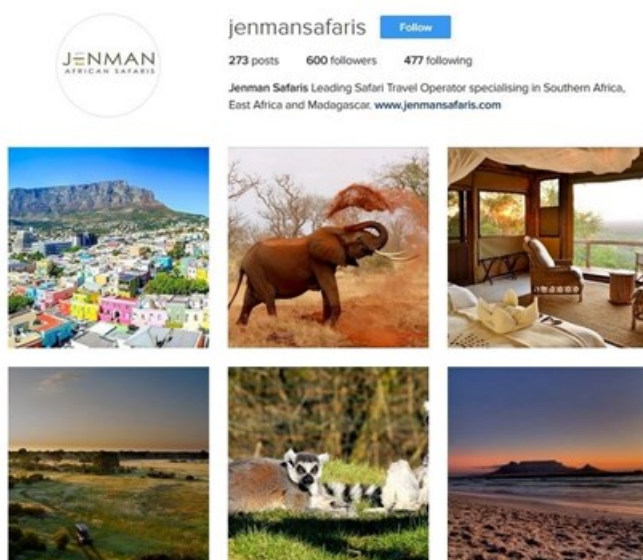 JENMAN
AFRICAN SAFARIS
jenmansafaris Follow
273 posts 600 followers 477 following
Jenman Safaris Leading Safari Travel Operator specialising in Southern Africa,
East Africa and Madagascar. www.jenmansafaris.com